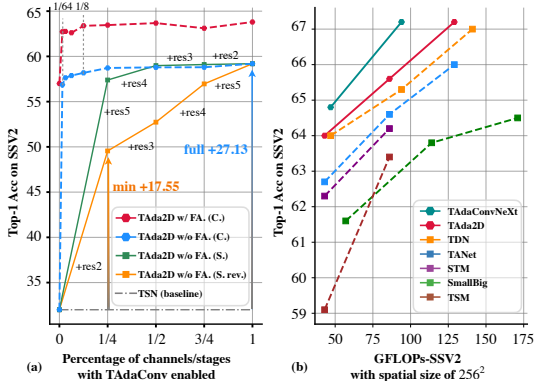 1/64 1/8
65
60
55
50
45
40
35
Top-1 Acc on SSV2
+res3
+res2
+res4
+res5
+res5
+res4
+res3
+res2
full +27.13
min +17.55
TAda2D w/ FA. (C.)
TAda2D w/o FA. (C.)
TAda2D w/o FA. (S.)
TAda2D w/o FA. (S. rev.)
TSN (baseline)
0 1/4 1/2 3/4 1
(a) Percentage of channels/stages
with TAdaConv enabled
67
66
65
64
63
62
61
60
59
Top-1 Acc on SSV2
TAdaConvNeXt
TAda2D
TDN
TANet
STM
SmallBig
TSM
25 50 75 100 125 150 175
(b) GFLOPs-SSV2
with spatial size of 256²